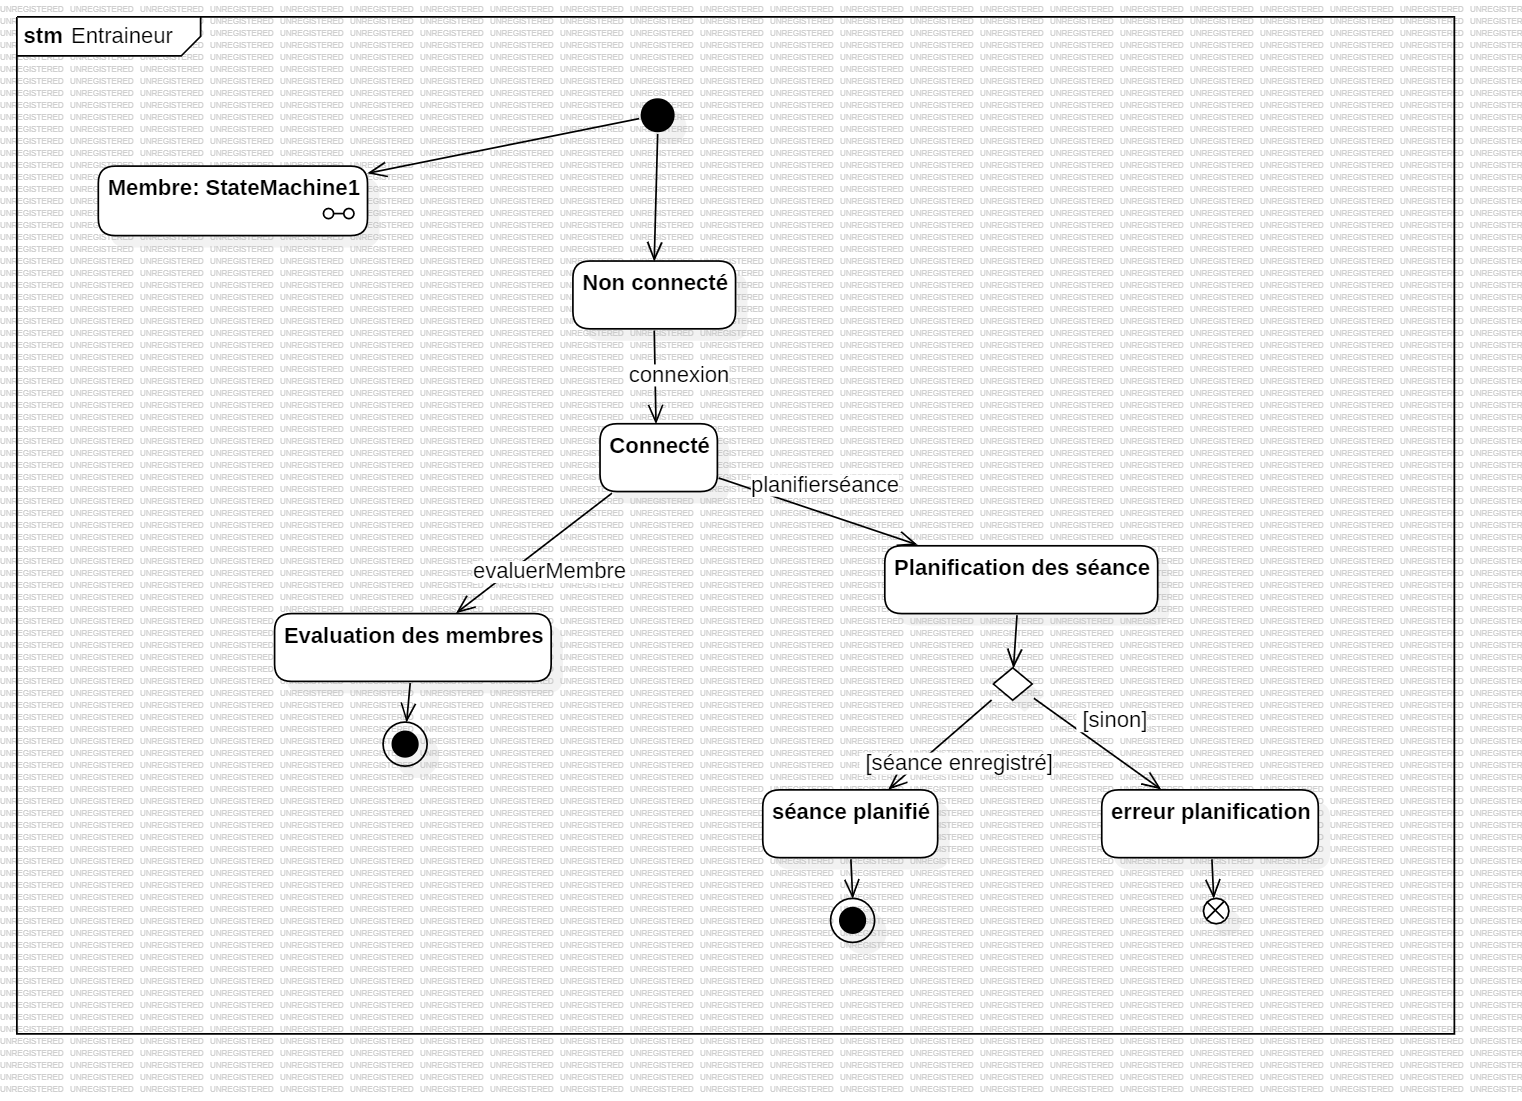 stm Entraineur
Membre: StateMachine1
Non connecté
connexion
Connecté
planifierséance
evaluerMembre
Planification des séance
Evaluation des membres
[sinon]
[séance enregistré]
séance planifié
erreur planification
UNREGISTERED